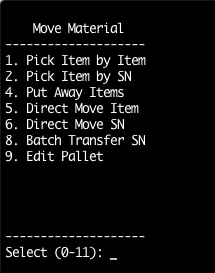 Move Material
--------------------
1. Pick Item by Item
2. Pick Item by SN
4. Put Away Items
5. Direct Move Item
6. Direct Move SN
8. Batch Transfer SN
9. Edit Pallet
--------------------
Select (0-11): _